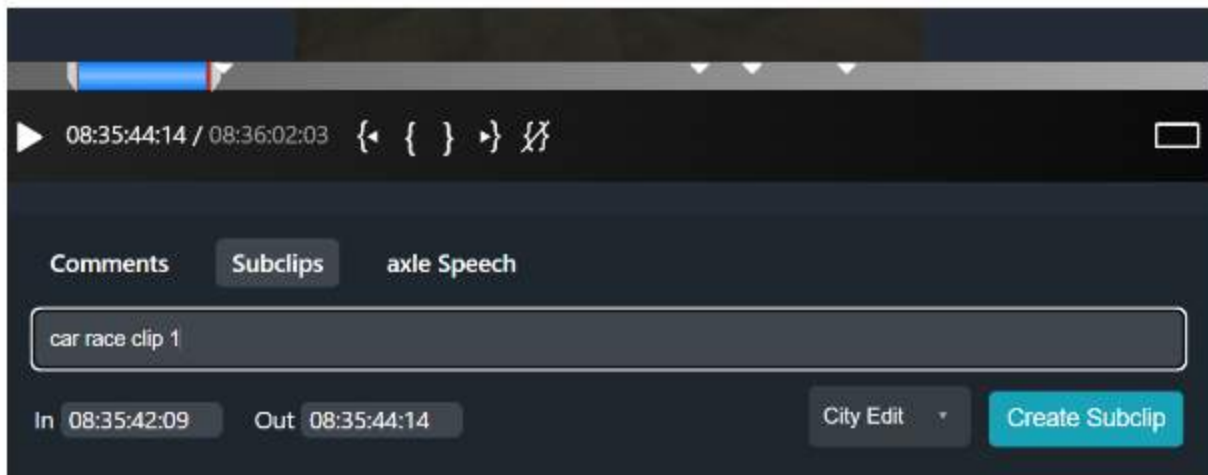 08:35:44:14 / 08:36:02:03 { { } } {}
Comments Subclips axle Speech
car race clip 1
In 08:35:42:09 Out 08:35:44:14 City Edit Create Subclip